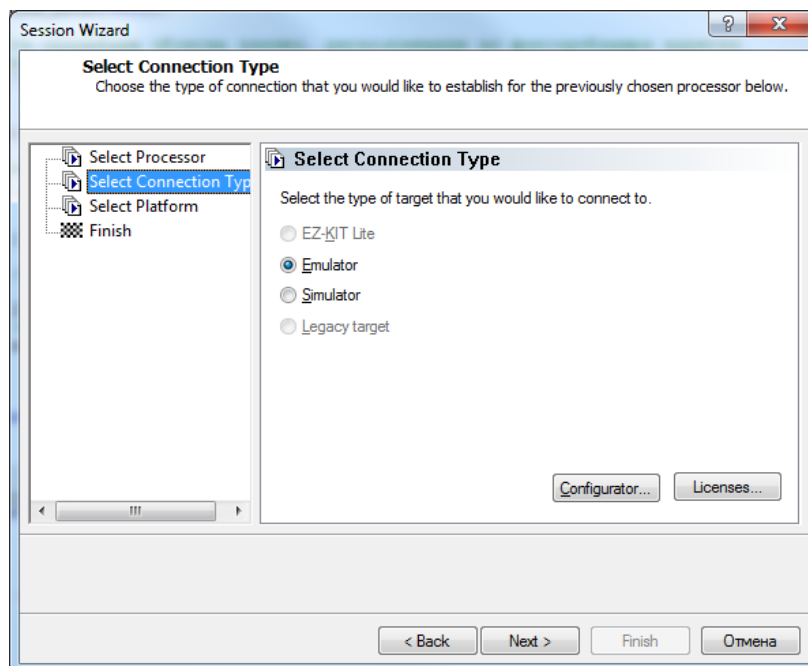 Session Wizard
Select Connection Type
Choose the type of connection that you would like to establish for the previously chosen processor below.
Select Processor
Select Connection Typ
Select Platform
Finish
Select Connection Type
Select the type of target that you would like to connect to.
EZ-KIT Lite
Emulator
Simulator
Legacy target
Configurator...
Licenses...
< Back
Next >
Finish
Отмена